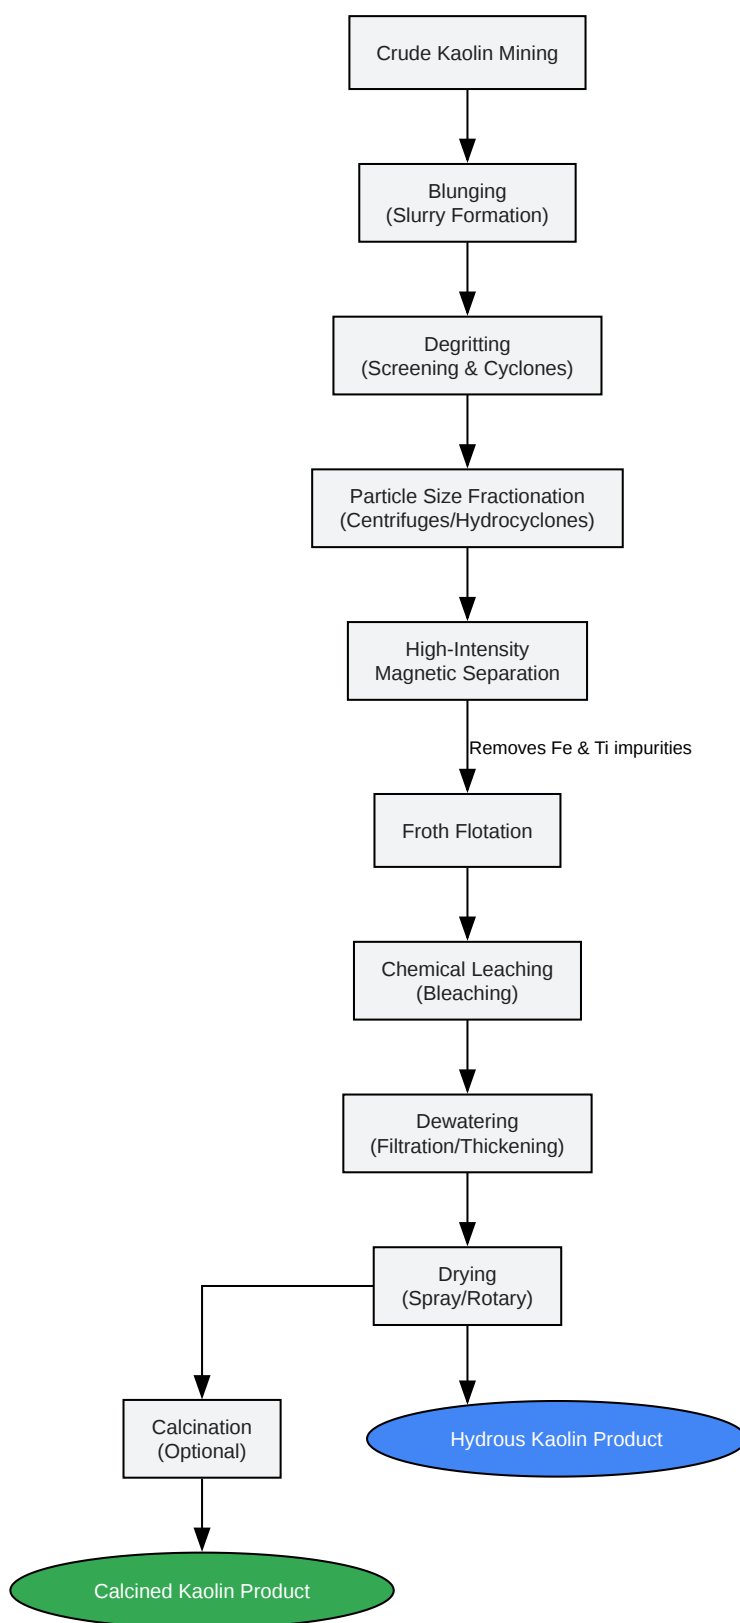 Crude Kaolin Mining
Blunging
(Slurry Formation)
Degritting
(Screening & Cyclones)
Particle Size Fractionation
(Centrifuges/Hydrocyclones)
High-Intensity
Magnetic Separation
Removes Fe & Ti impurities
Froth Flotation
Chemical Leaching
(Bleaching)
Dewatering
(Filtration/Thickening)
Drying
(Spray/Rotary)
Calcination
(Optional)
Hydrous Kaolin Product
Calcined Kaolin Product